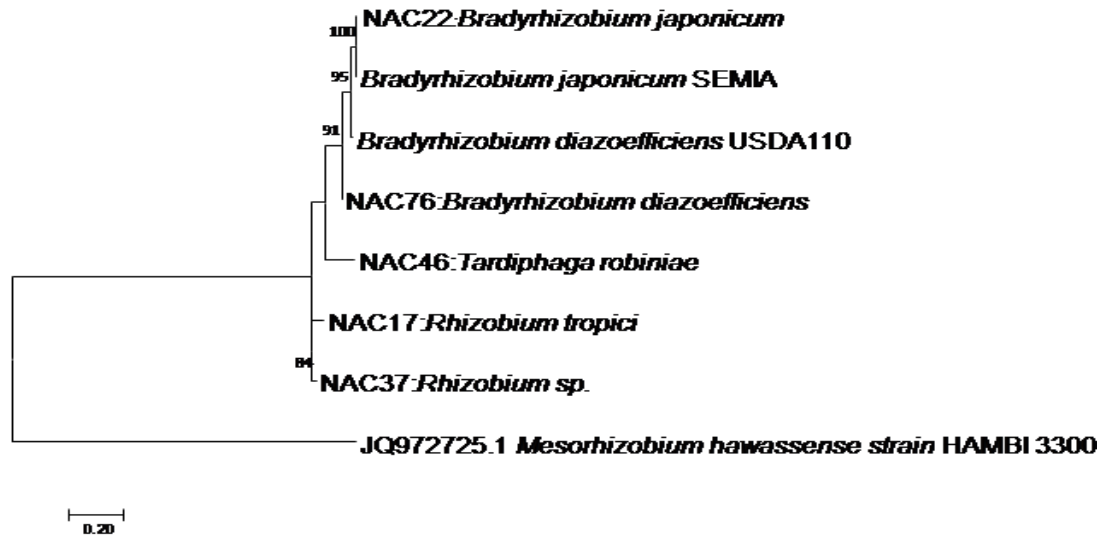 NAC22:Bradyrhizobium japonicum
100
95
Bradyrhizobium japonicum SEMIA
91
Bradyrhizobium diazoefficiens USDA110
NAC76:Bradyrhizobium diazoefficiens
NAC46:Tardiphaga robiniae
NAC17:Rhizobium tropici
84
NAC37:Rhizobium sp.
JQ972725.1 Mesorhizobium hawassense strain HAMBI 3300
0.20